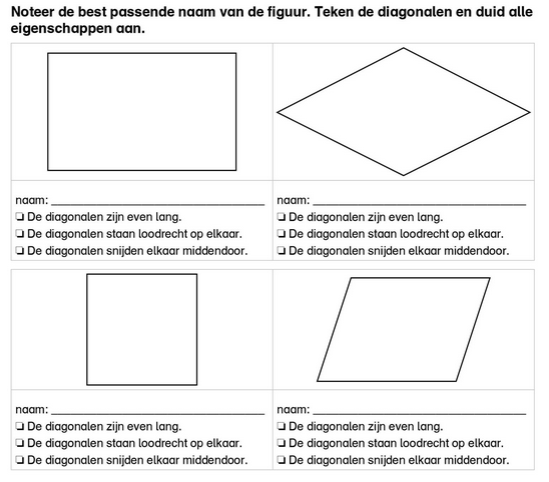 Noteer de best passende naam van de figuur. Teken de diagonalen en duid alle
eigenschappen aan.
naam:
❑ De diagonalen zijn even lang.
❑ De diagonalen staan loodrecht op elkaar.
❑ De diagonalen snijden elkaar middendoor.
naam:
❑ De diagonalen zijn even lang.
❑ De diagonalen staan loodrecht op elkaar.
❑ De diagonalen snijden elkaar middendoor.
naam:
❑ De diagonalen zijn even lang.
❑ De diagonalen staan loodrecht op elkaar.
❑ De diagonalen snijden elkaar middendoor.
naam:
❑ De diagonalen zijn even lang.
❑ De diagonalen staan loodrecht op elkaar.
❑ De diagonalen snijden elkaar middendoor.